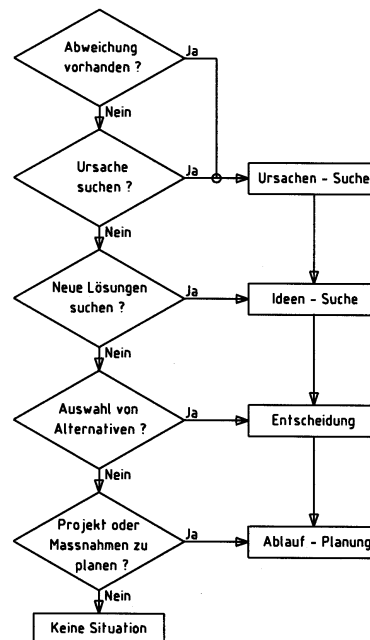 Abweichung
vorhanden ?
Ja
Nein
Ursache
suchen ?
Ja
Ursachen - Suche
Nein
Neue Lösungen
suchen ?
Ja
Ideen - Suche
Nein
Auswahl von
Alternativen ?
Ja
Entscheidung
Nein
Projekt oder
Massnahmen zu
planen ?
Ja
Ablauf - Planung
Nein
Keine Situation